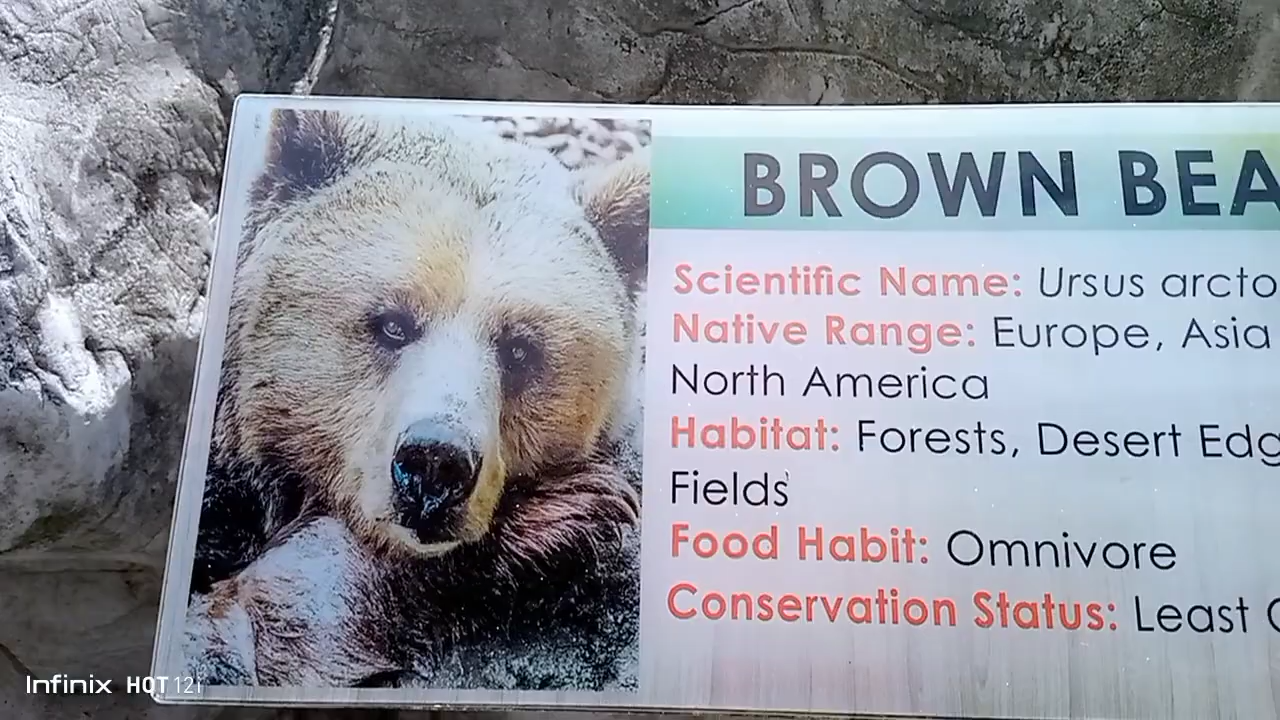 BROWN BEA
Scientific Name: Ursus arcto
Native Range: Europe, Asia
North America
Habitat: Forests, Desert Edg
Fields
Food Habit: Omnivore
Conservation Status: Least C
Infinix HOT 12i